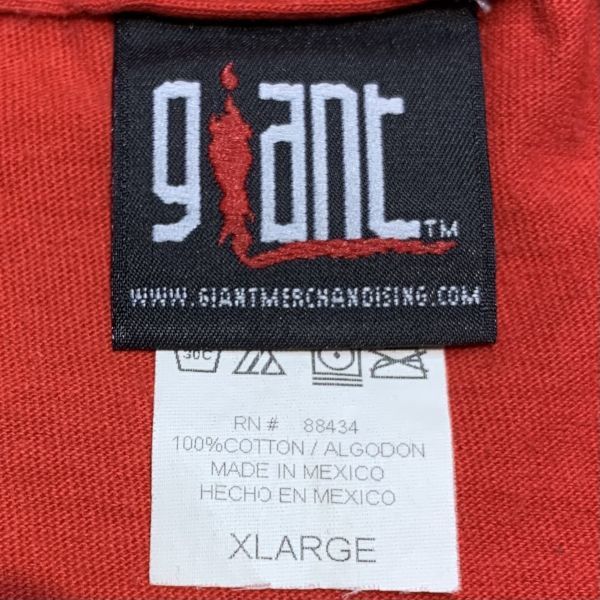 giant™
WWW.GIANTMERCHANDISING.COM
30C
RN # 88434
100%COTTON / ALGODON
MADE IN MEXICO
HECHO EN MEXICO
XLARGE